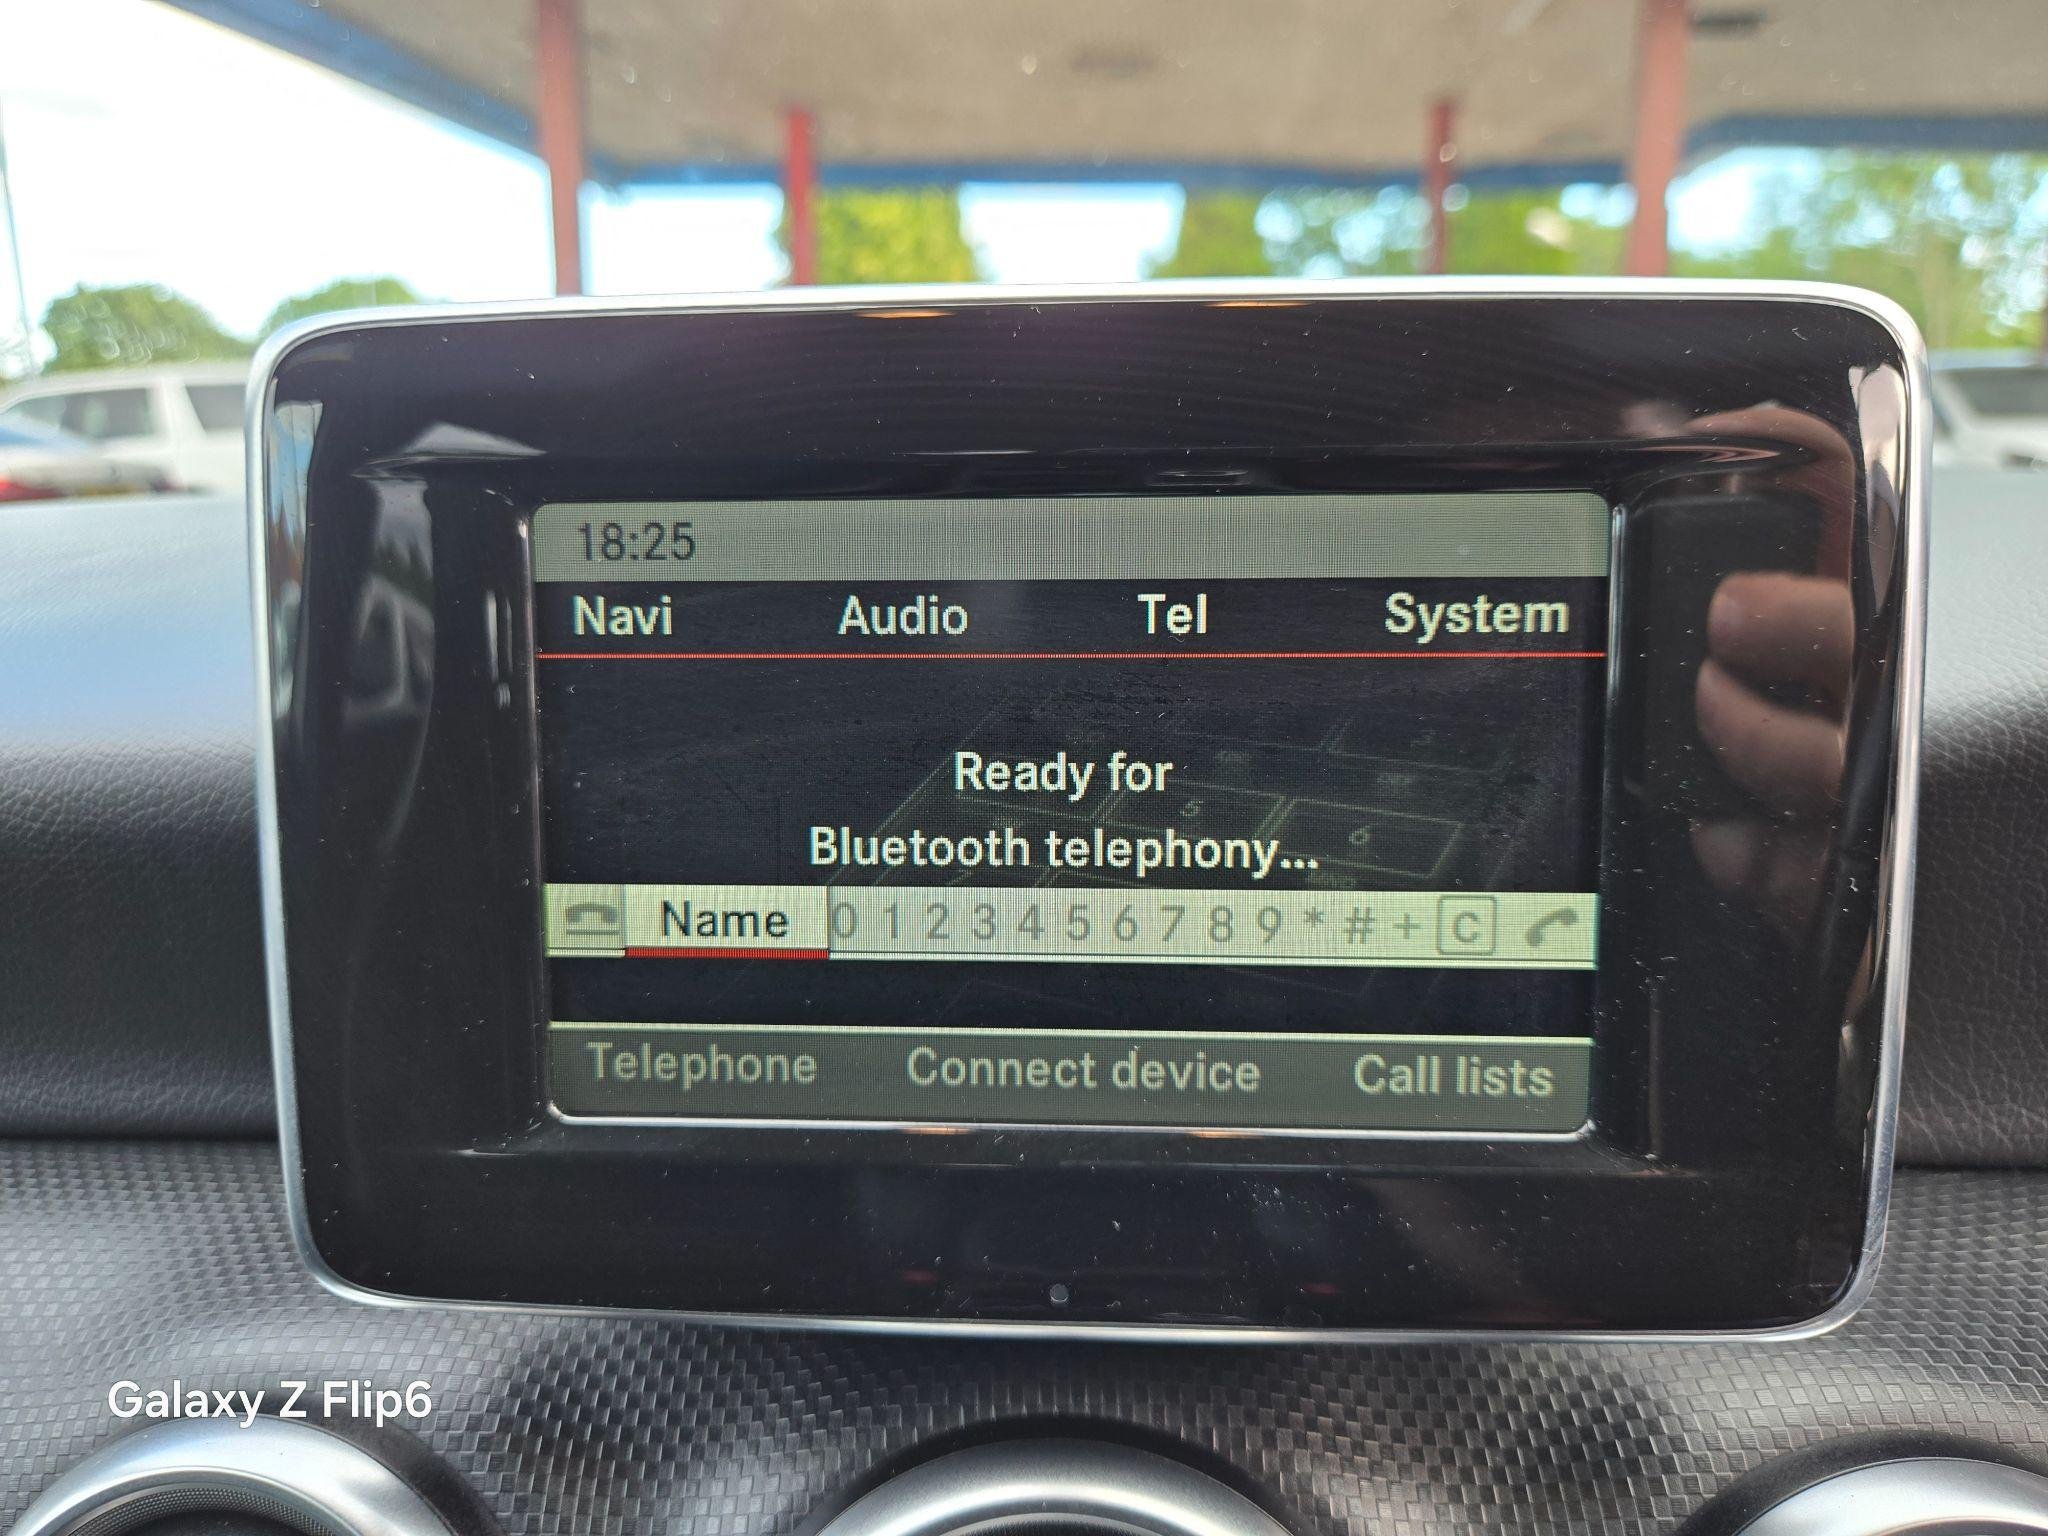 18:25
Navi Audio Tel System
Ready for
Bluetooth telephony...
Name 0 1 2 3 4 5 6 7 8 9 * # + C
Telephone Connect device Call lists
Galaxy Z Flip6